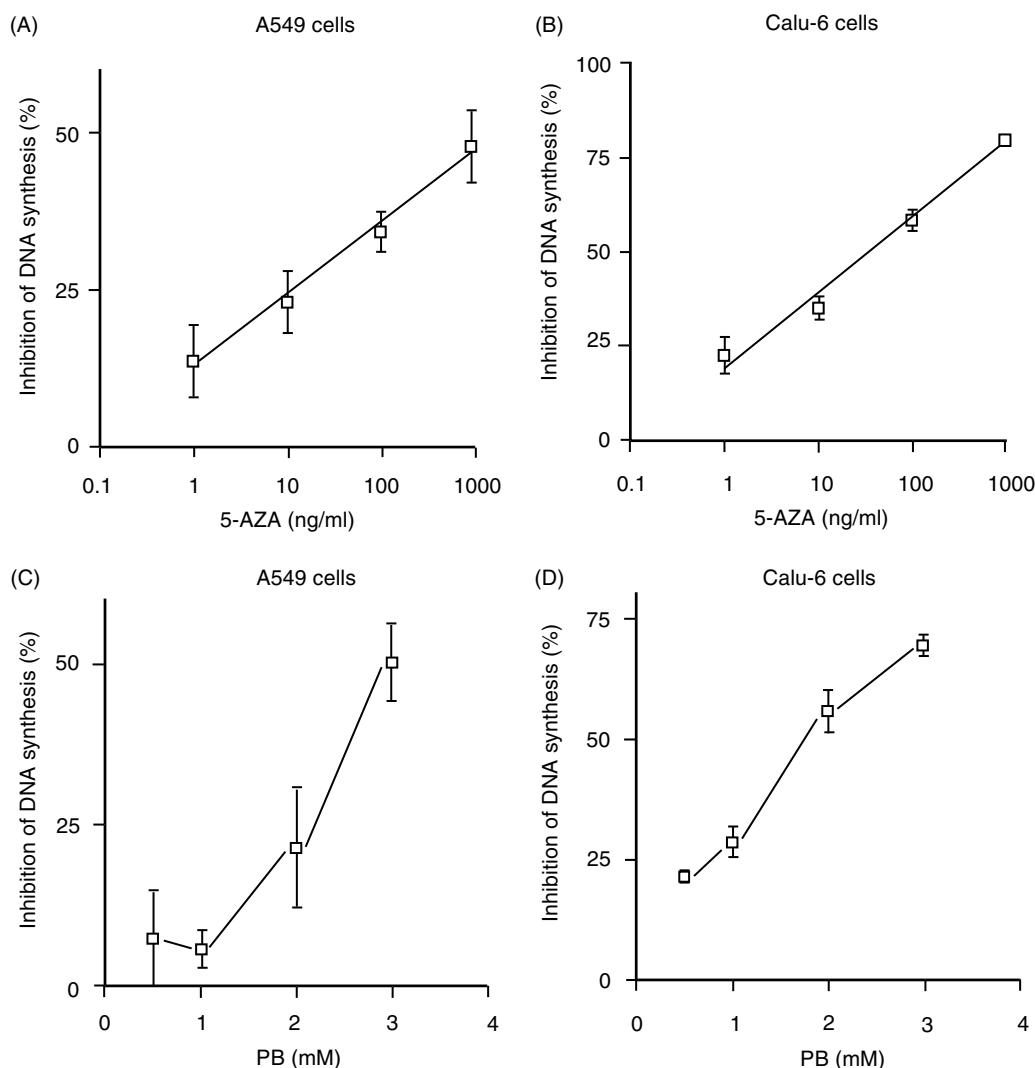 (A)
A549 cells
Inhibition of DNA synthesis (%)
50
25
0
0.1 1 10 100 1000
5-AZA (ng/ml)
(B)
Calu-6 cells
Inhibition of DNA synthesis (%)
100
75
50
25
0
0.1 1 10 100 1000
5-AZA (ng/ml)
(C)
A549 cells
Inhibition of DNA synthesis (%)
50
25
0
0 1 2 3 4
PB (mM)
(D)
Calu-6 cells
Inhibition of DNA synthesis (%)
75
50
25
0
0 1 2 3 4
PB (mM)